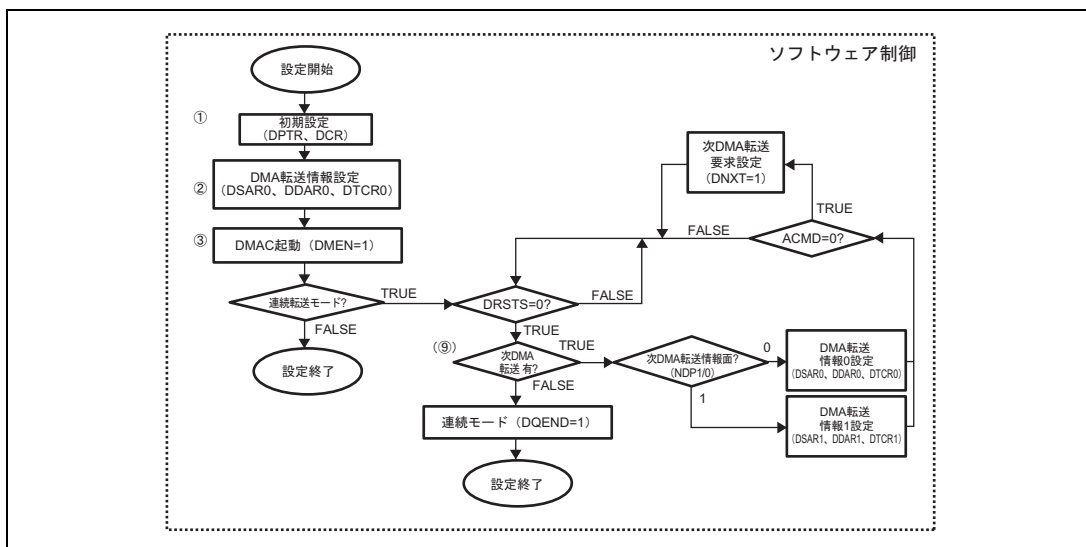 ソフトウェア制御
設定開始
①
初期設定
(DPTR、DCR)
②
DMA転送情報設定
(DSAR0、DDAR0、DTCR0)
③
DMAC起動（DMEN=1）
連続転送モード?
TRUE
FALSE
設定終了
DRSTS=0?
FALSE
TRUE
(⑨)
次DMA
転送 有?
TRUE
FALSE
連続モード（DQEND=1）
設定終了
次DMA転送情報面?
(NDP1/0)
0
1
DMA転送
情報0設定
(DSAR0、DDAR0、DTCR0)
DMA転送
情報1設定
(DSAR1、DDAR1、DTCR1)
ACMD=0?
TRUE
FALSE
次DMA転送
要求設定
(DNXT=1)